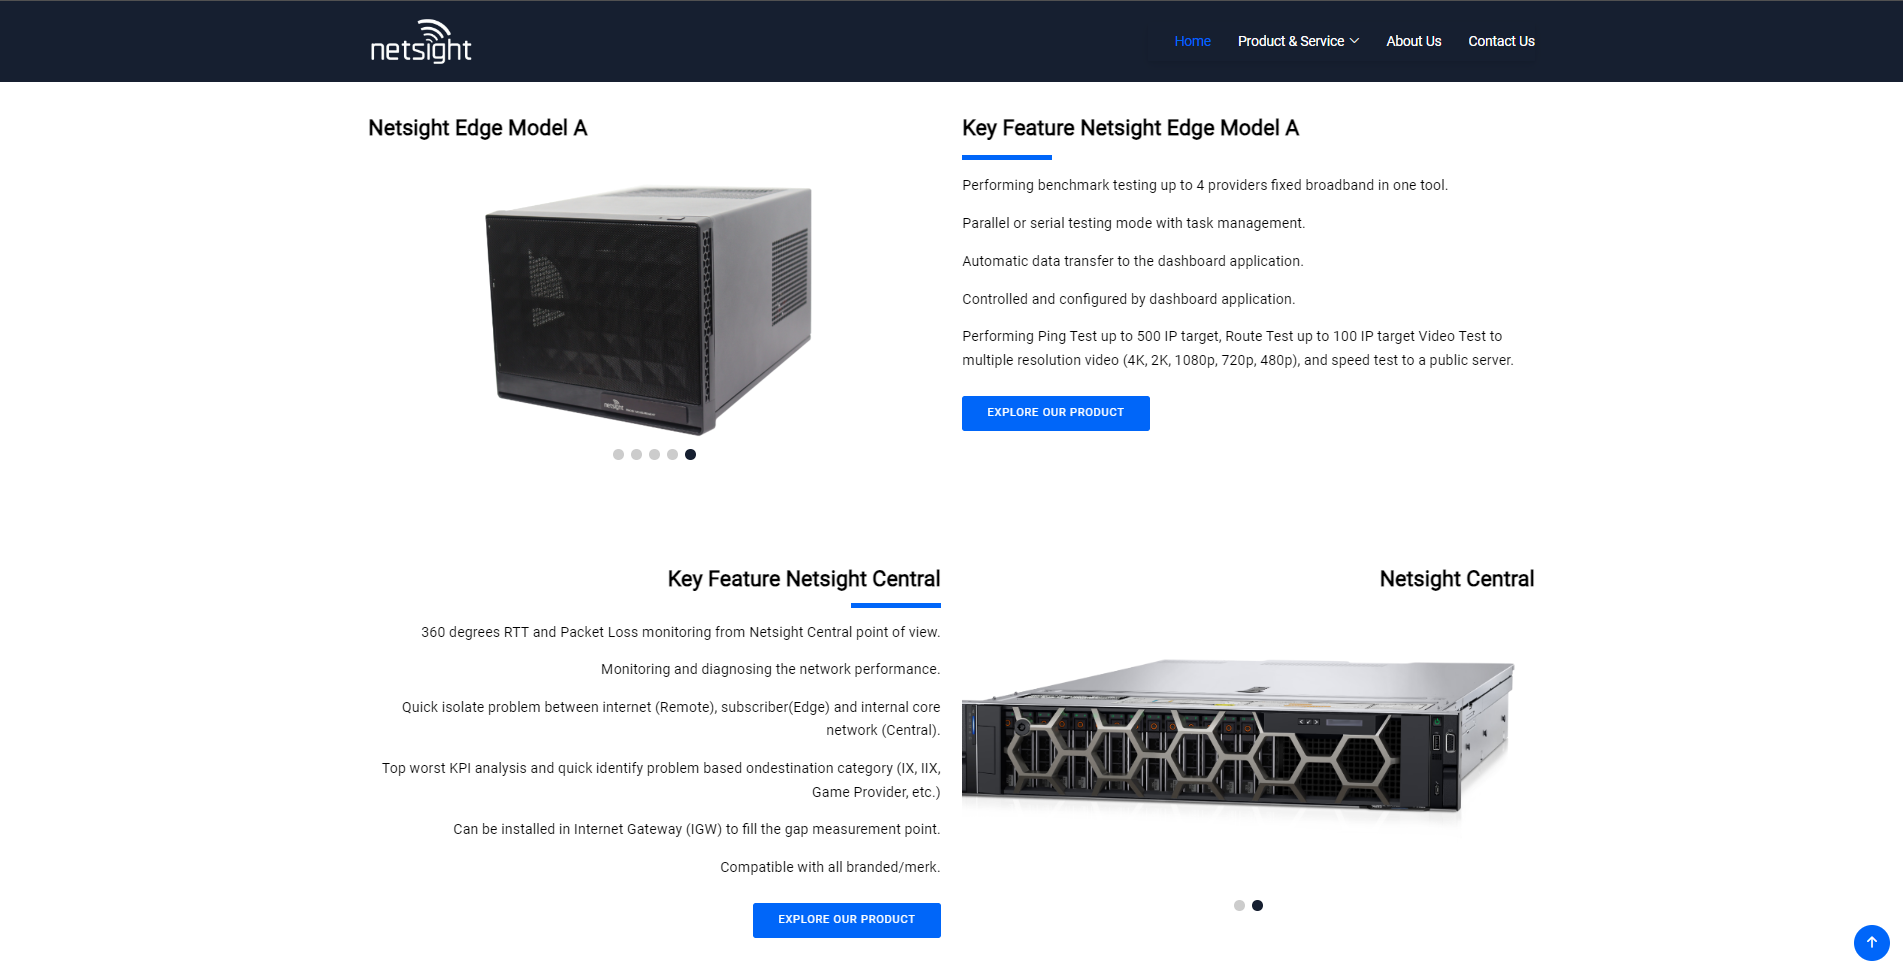 netsight
Home
Product & Service
About Us
Contact Us
Netsight Edge Model A
netsight
Key Feature Netsight Edge Model A
Performing benchmark testing up to 4 providers fixed broadband in one tool.
Parallel or serial testing mode with task management.
Automatic data transfer to the dashboard application.
Controlled and configured by dashboard application.
Performing Ping Test up to 500 IP target, Route Test up to 100 IP target Video Test to
multiple resolution video (4K, 2K, 1080p, 720p, 480p), and speed test to a public server.
EXPLORE OUR PRODUCT
Key Feature Netsight Central
360 degrees RTT and Packet Loss monitoring from Netsight Central point of view.
Monitoring and diagnosing the network performance.
Quick isolate problem between internet (Remote), subscriber(Edge) and internal core
network (Central).
Top worst KPI analysis and quick identify problem based ondestination category (IX, IIX,
Game Provider, etc.)
Can be installed in Internet Gateway (IGW) to fill the gap measurement point.
Compatible with all branded/merk.
EXPLORE OUR PRODUCT
Netsight Central